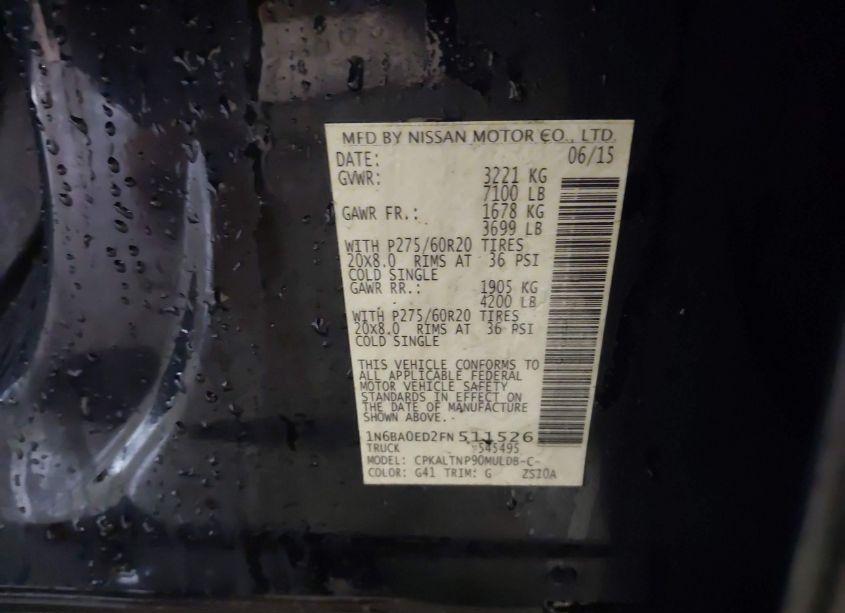 MFD BY NISSAN MOTOR CO., LTD.
DATE: 06/15
GVWR: 3221 KG
7100 LB
GAWR FR.: 1678 KG
3699 LB
WITH P275/60R20 TIRES
20x8.0 RIMS AT 36 PSI
COLD SINGLE
GAWR RR.: 1905 KG
4200 LB
WITH P275/60R20 TIRES
20x8.0 RIMS AT 36 PSI
COLD SINGLE
THIS VEHICLE CONFORMS TO
ALL APPLICABLE FEDERAL
MOTOR VEHICLE SAFETY
STANDARDS IN EFFECT ON
THE DATE OF MANUFACTURE
SHOWN ABOVE.
1N6BA0ED2FN511526
TRUCK 545495
MODEL: CPKALTNP90MULDB-C-
COLOR: G41 TRIM: G ZS10A